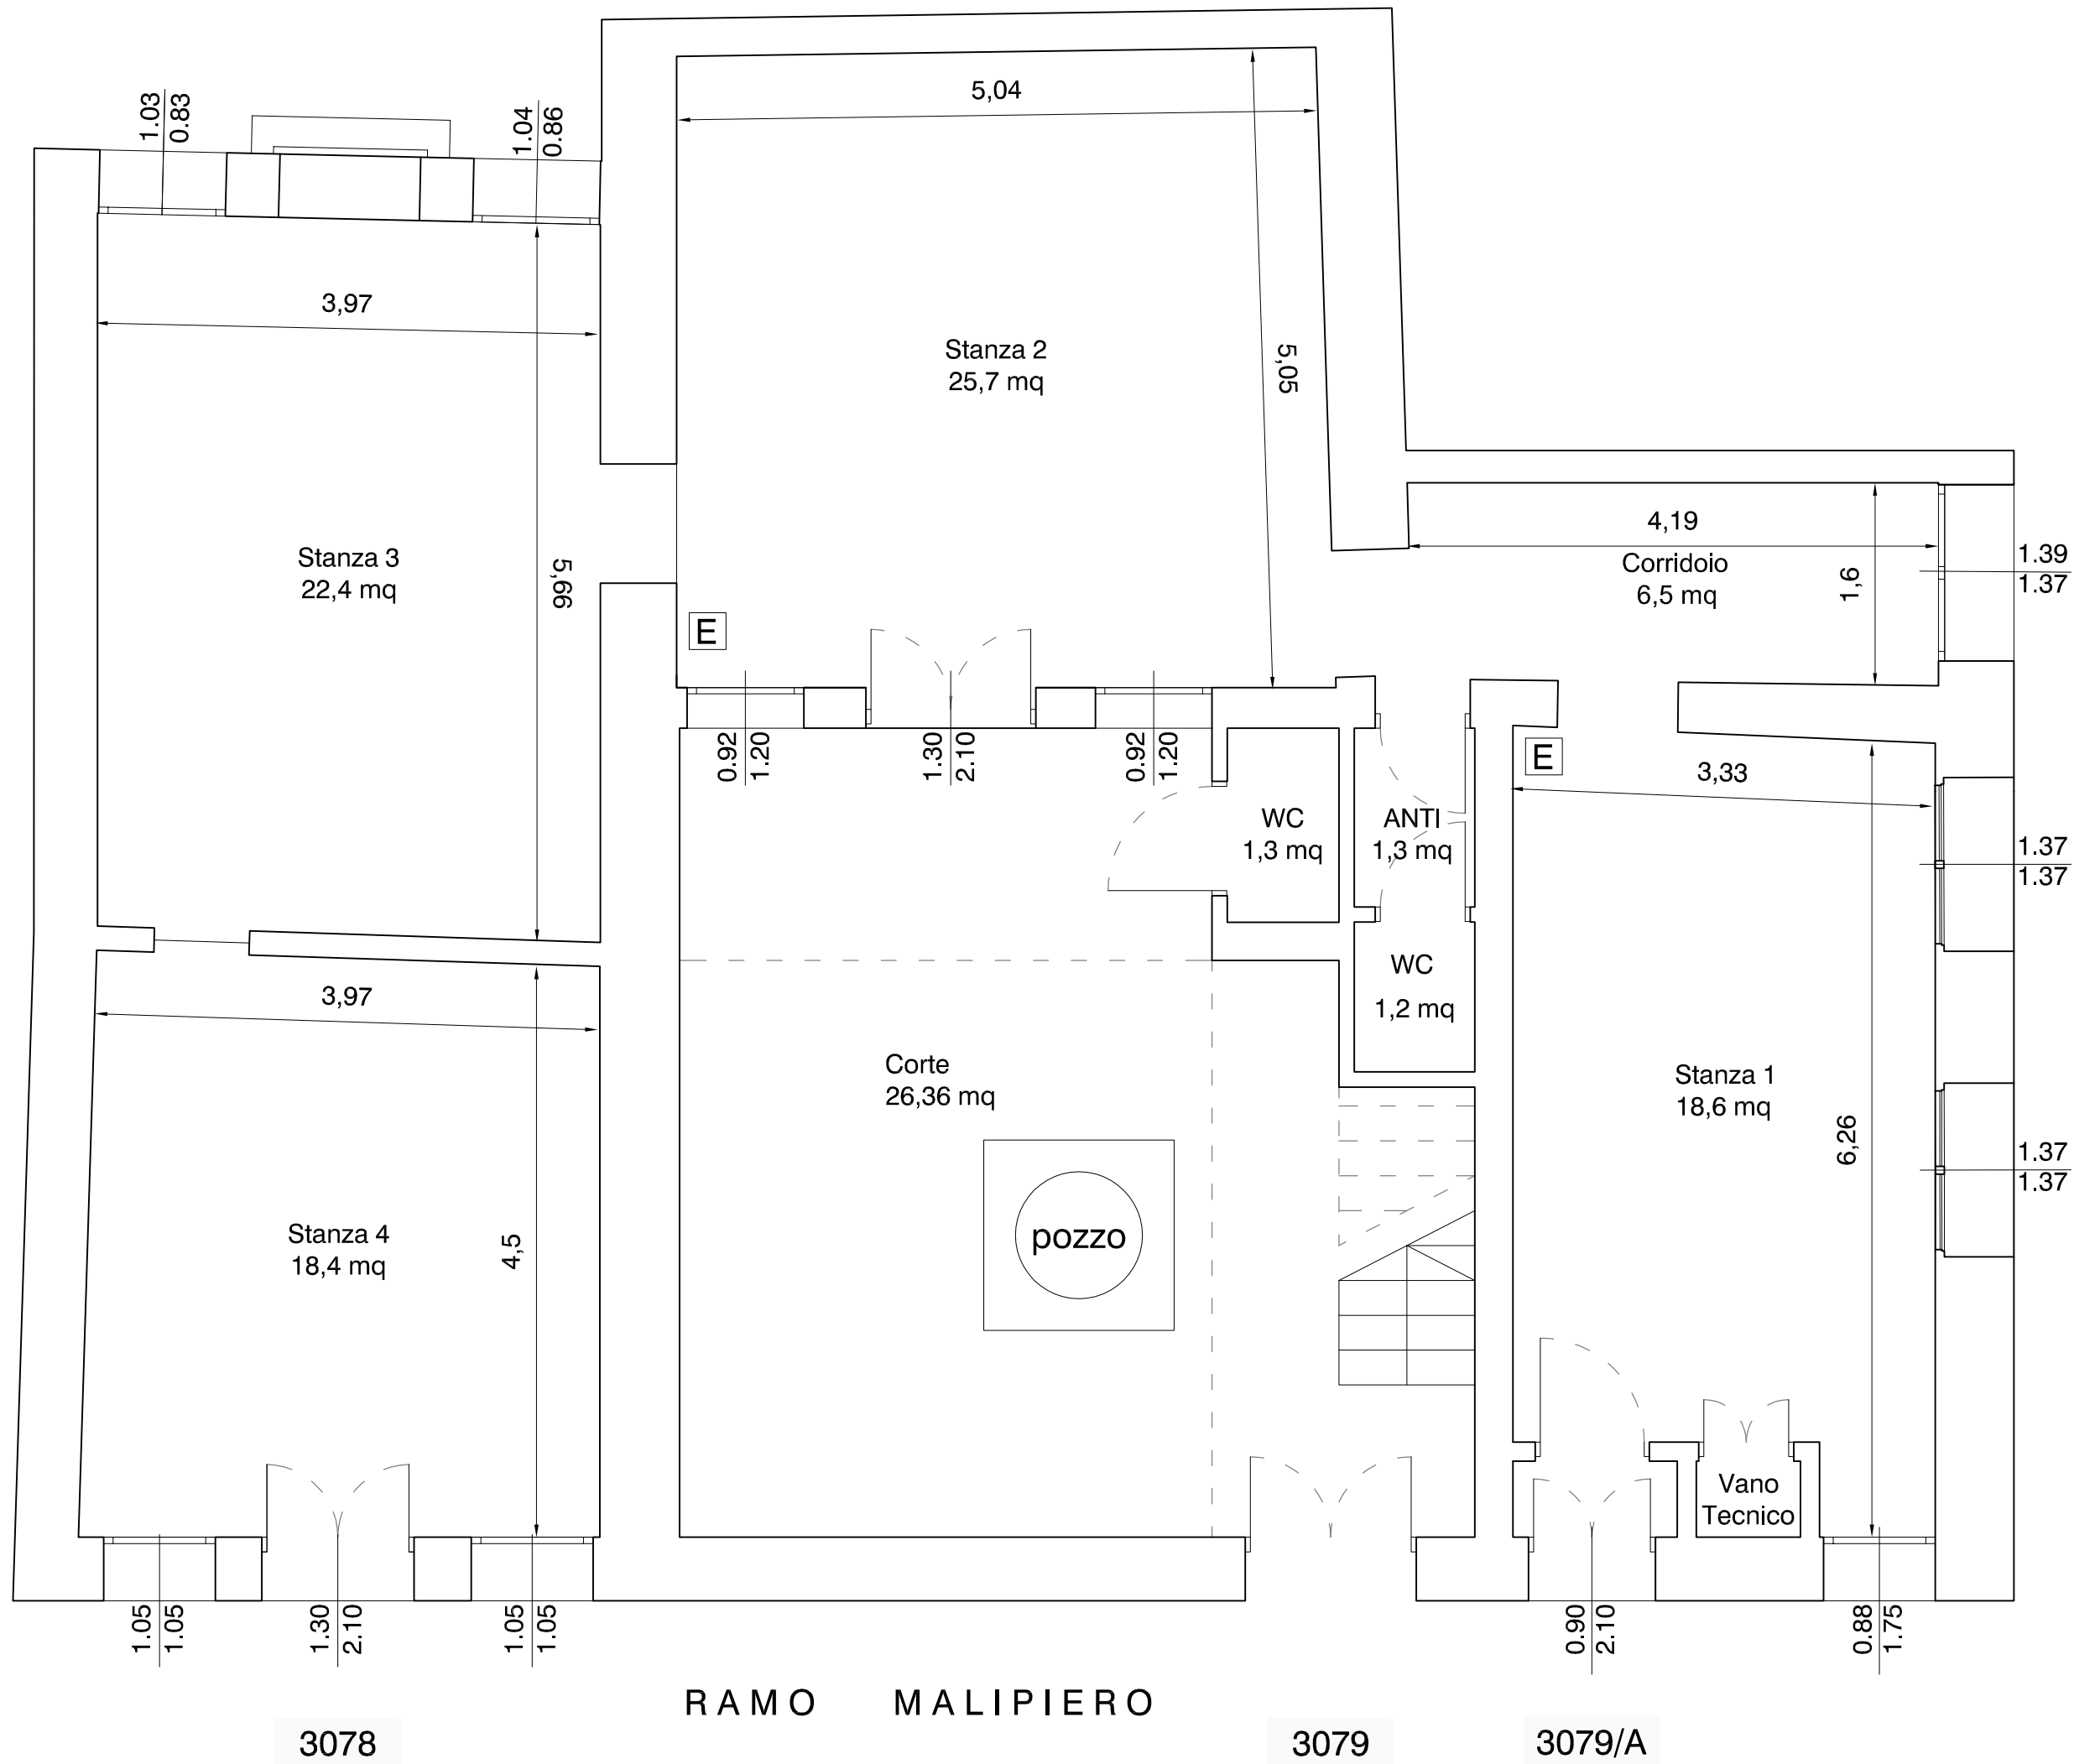 1.03
0.83
1.04
0.86
5,04
3,97
Stanza 2
25,7 mq
5,05
Stanza 3
22,4 mq
5,66
4,19
Corridoio
6,5 mq
1,6
1.39
1.37
E
0.92
1.20
1.30
2.10
0.92
1.20
E
3,33
WC
1,3 mq
ANTI
1,3 mq
1.37
1.37
WC
1,2 mq
3,97
Corte
26,36 mq
Stanza 1
18,6 mq
6,26
1.37
1.37
Stanza 4
18,4 mq
4,5
pozzo
Vano
Tecnico
1.05
1.05
1.30
2.10
1.05
1.05
0.90
2.10
0.88
1.75
RAMO MALIPIERO
3078
3079
3079/A